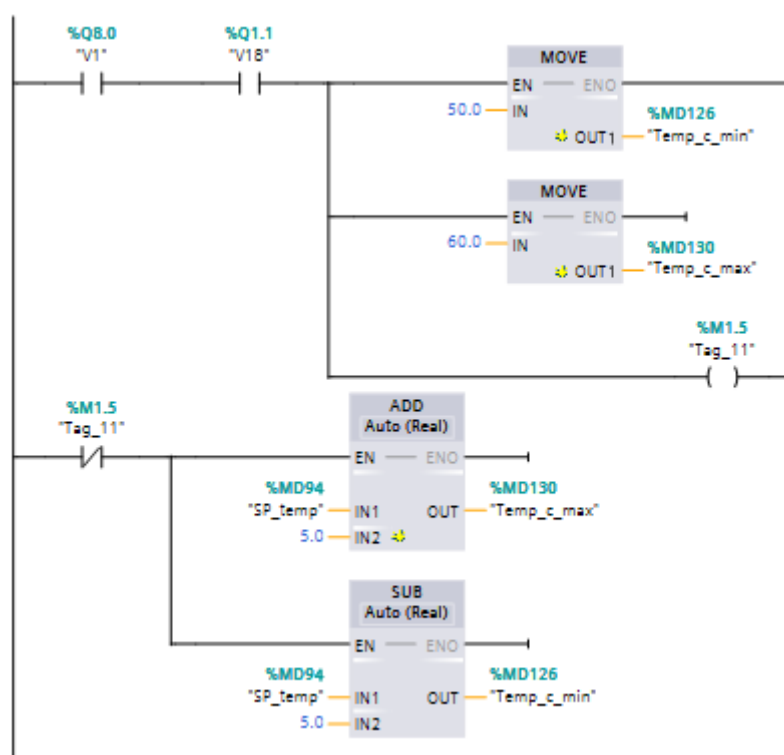 %Q8.0
"V1"
%Q1.1
"V18"
MOVE
EN ENO
50.0 IN
%MD126
OUT1 "Temp_c_min"
MOVE
EN ENO
60.0 IN
%MD130
OUT1 "Temp_c_max"
%M1.5
"Tag_11"
%M1.5
"Tag_11"
ADD
Auto (Real)
EN ENO
%MD94 %MD130
"SP_temp" IN1 OUT "Temp_c_max"
5.0 IN2
SUB
Auto (Real)
EN ENO
%MD94 %MD126
"SP_temp" IN1 OUT "Temp_c_min"
5.0 IN2